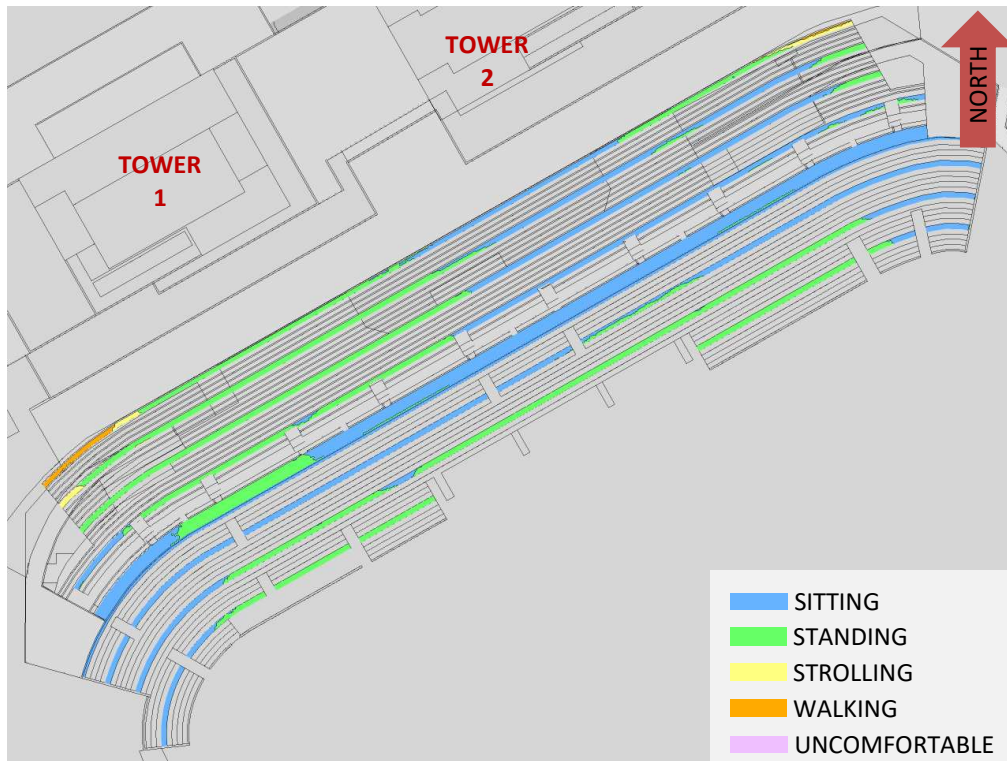 TOWER
2
NORTH
TOWER
1
SITTING
STANDING
STROLLING
WALKING
UNCOMFORTABLE